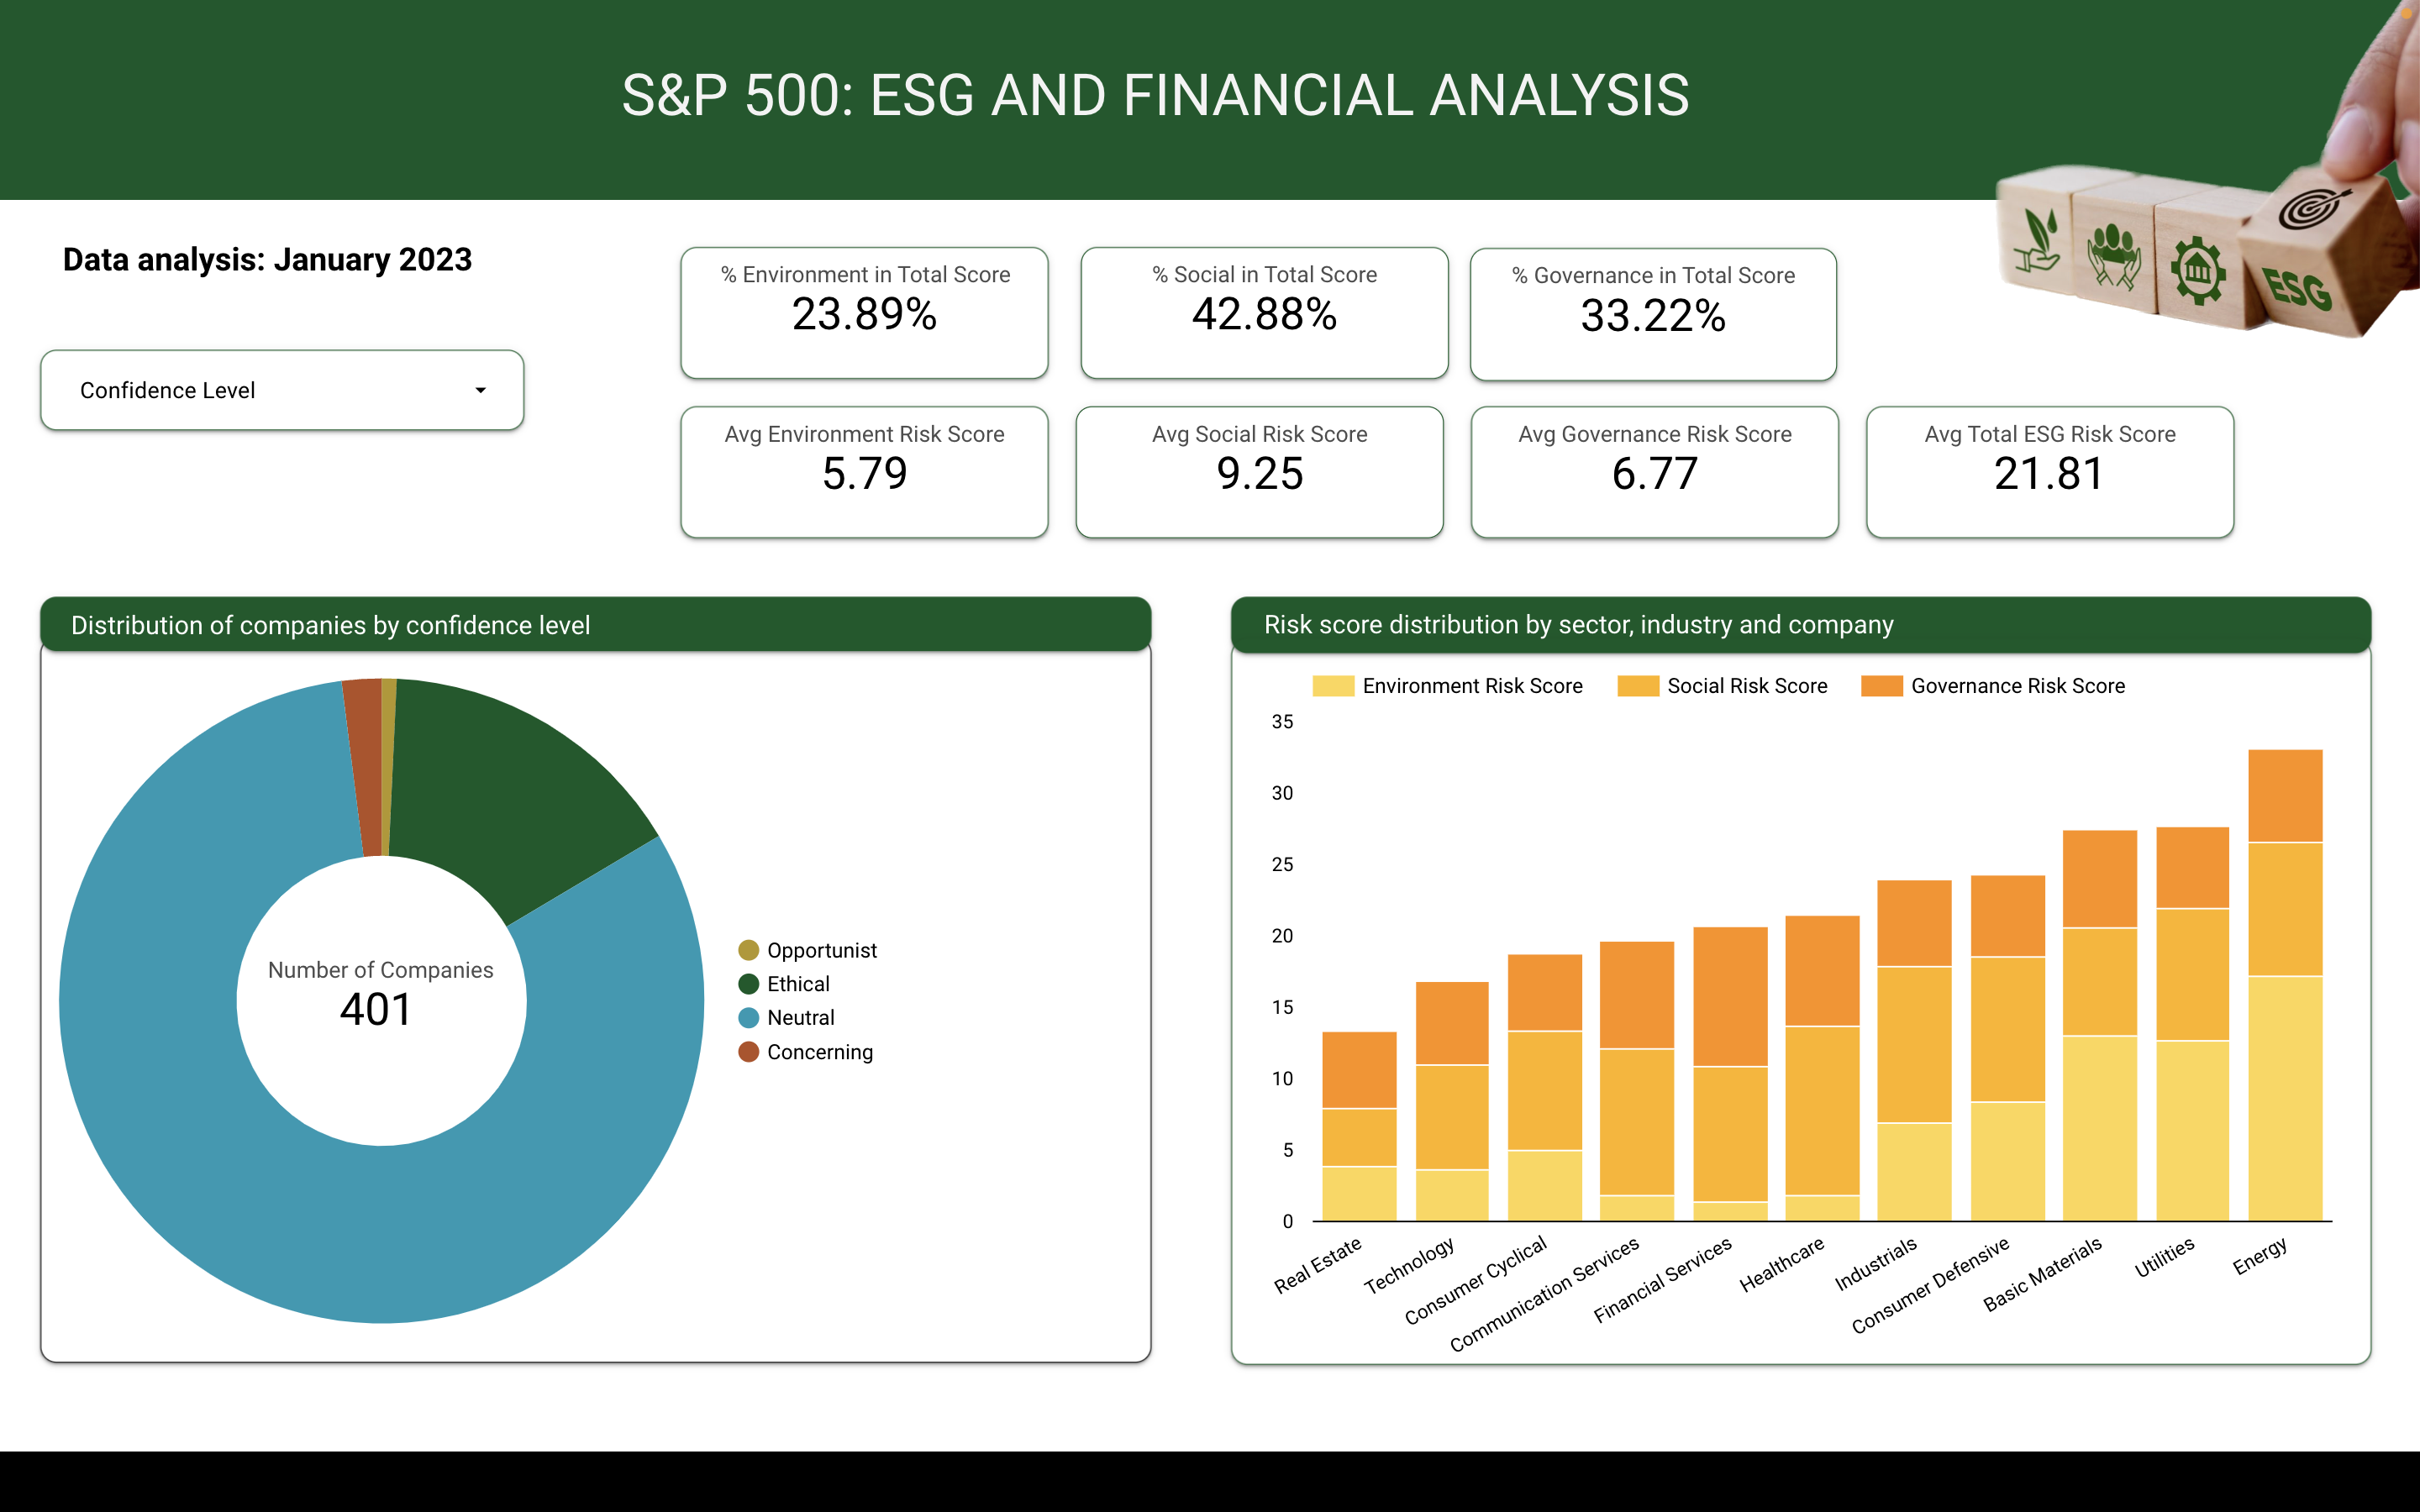 S&P 500: ESG AND FINANCIAL ANALYSIS
ESG
Data analysis: January 2023
Confidence Level
% Environment in Total Score
23.89%
% Social in Total Score
42.88%
% Governance in Total Score
33.22%
Avg Environment Risk Score
5.79
Avg Social Risk Score
9.25
Avg Governance Risk Score
6.77
Avg Total ESG Risk Score
21.81
Distribution of companies by confidence level
Number of Companies
401
Opportunist
Ethical
Neutral
Concerning
Risk score distribution by sector, industry and company
Environment Risk Score
Social Risk Score
Governance Risk Score
35
30
25
20
15
10
5
0
Real Estate
Technology
Consumer Cyclical
Communication Services
Financial Services
Healthcare
Industrials
Consumer Defensive
Basic Materials
Utilities
Energy